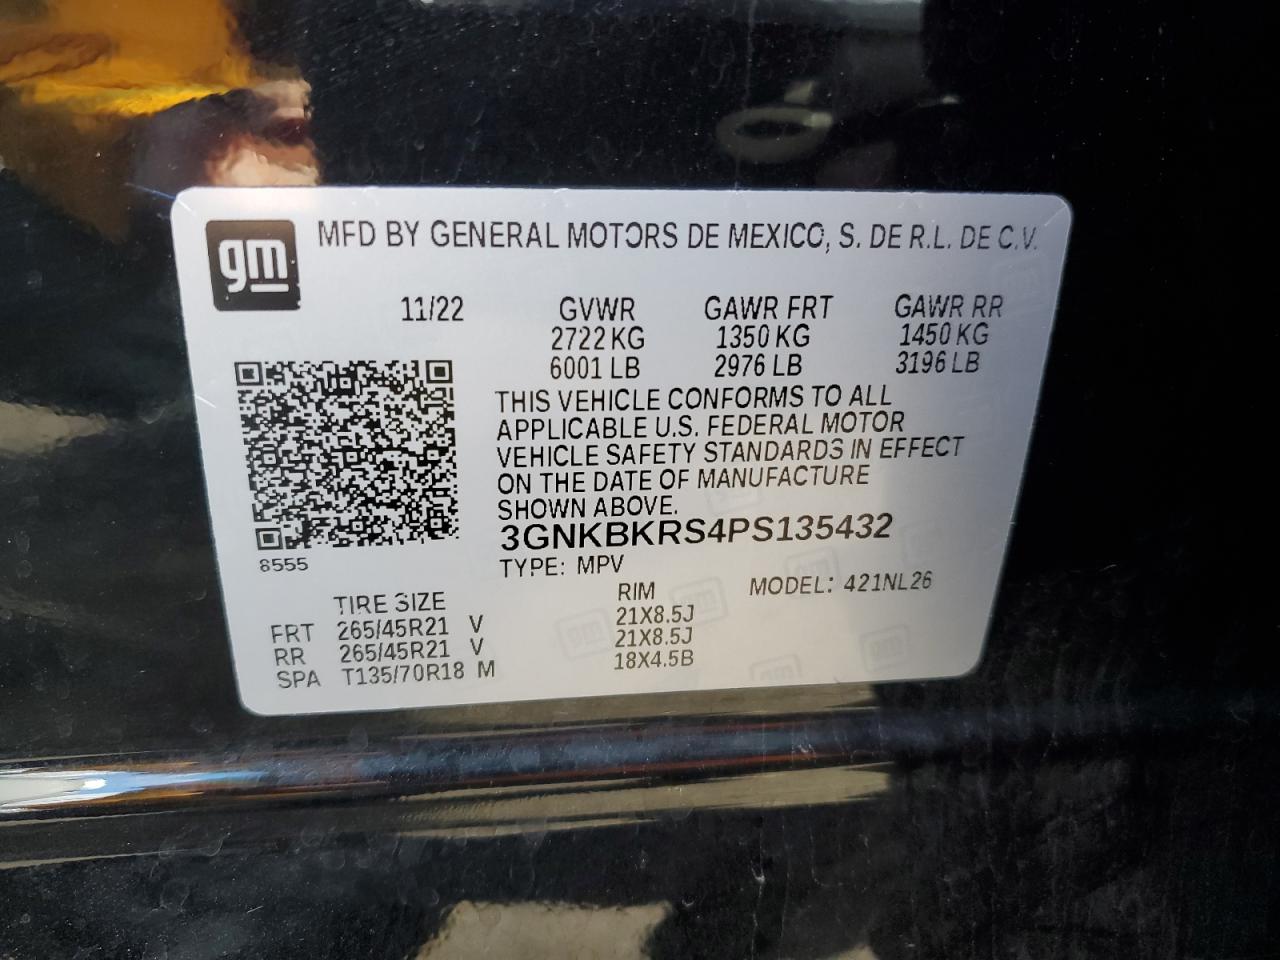 gm MFD BY GENERAL MOTORS DE MEXICO, S. DE R.L. DE C.V.
11/22 GVWR GAWR FRT GAWR RR
2722 KG 1350 KG 1450 KG
6001 LB 2976 LB 3196 LB
THIS VEHICLE CONFORMS TO ALL
APPLICABLE U.S. FEDERAL MOTOR
VEHICLE SAFETY STANDARDS IN EFFECT
ON THE DATE OF MANUFACTURE
SHOWN ABOVE.
3GNKBKRS4PS135432
8555
TYPE: MPV
MODEL: 421NL26
TIRE SIZE RIM
FRT 265/45R21 V 21X8.5J
RR 265/45R21 V 21X8.5J
SPA T135/70R18 M 18X4.5B